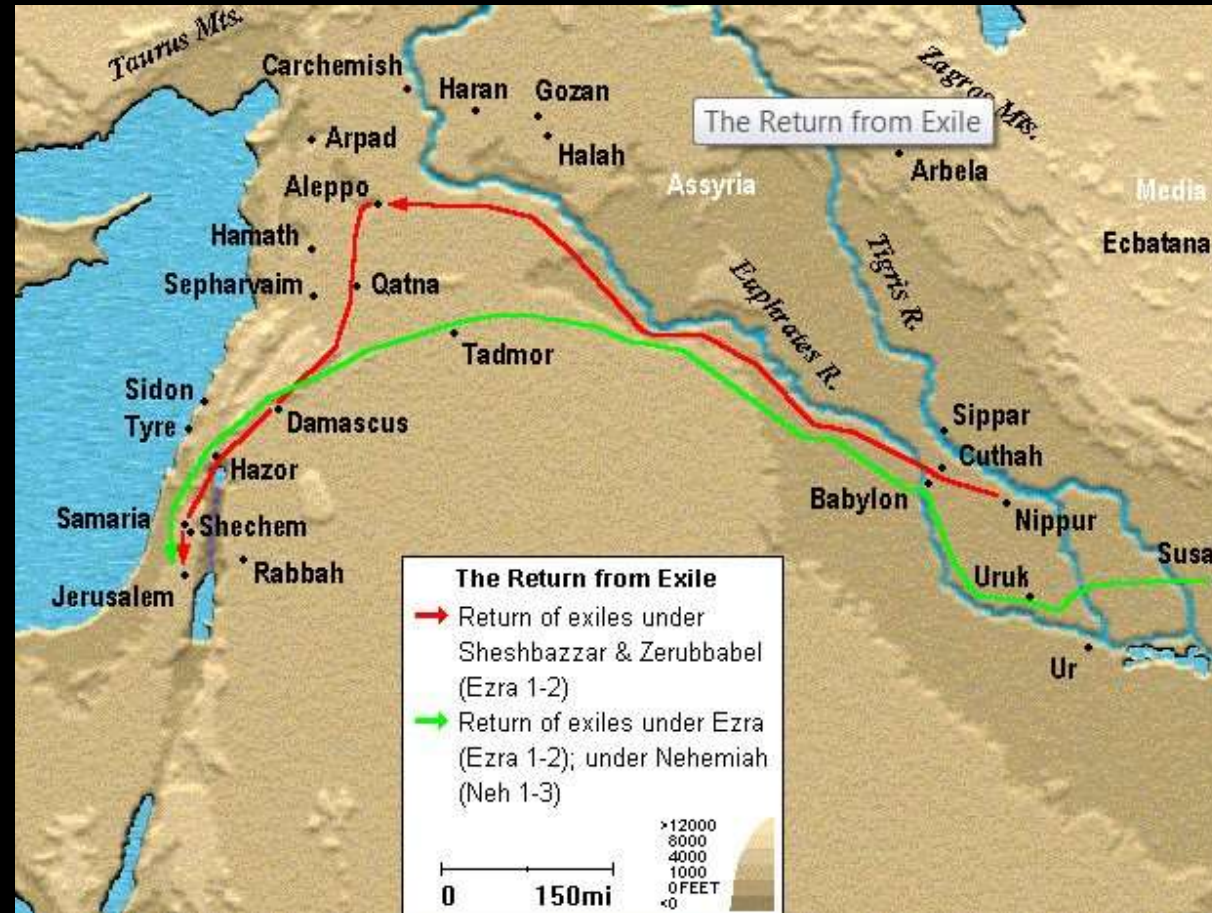 Taurus Mts.
Carchemish
Haran
Gozan
Zagros Mts.
The Return from Exile
Arpad
Halah
Arbela
Aleppo
Assyria
Media
Hamath
Ecbatana
Sepharvaim
Qatna
Euphrates R.
Tigris R.
Tadmor
Sidon
Tyre
Damascus
Sippar
Cuthah
Hazor
Babylon
Nippur
Samaria
Shechem
Rabbah
Jerusalem
Susa
Uruk
Ur
The Return from Exile
Return of exiles under
Sheshbazzar & Zerubbabel
(Ezra 1-2)
Return of exiles under Ezra
(Ezra 1-2); under Nehemiah
(Neh 1-3)
>12000
8000
4000
1000
0 FEET
<0
0 150mi